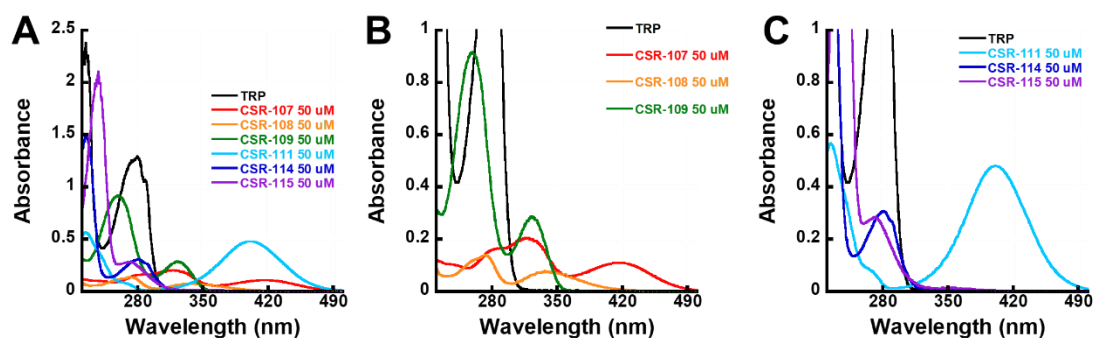 A
Absorbance
2.5
2
1.5
1
0.5
0
280
350
420
490
Wavelength (nm)
TRP
CSR-107 50 uM
CSR-108 50 uM
CSR-109 50 uM
CSR-111 50 uM
CSR-114 50 uM
CSR-115 50 uM
B
Absorbance
1
0.8
0.6
0.4
0.2
0
280
350
420
490
Wavelength (nm)
TRP
CSR-107 50 uM
CSR-108 50 uM
CSR-109 50 uM
C
Absorbance
1
0.8
0.6
0.4
0.2
0
280
350
420
490
Wavelength (nm)
TRP
CSR-111 50 uM
CSR-114 50 uM
CSR-115 50 uM